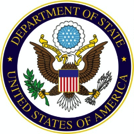 DEPARTMENT OF STATE
UNITED STATES OF AMERICA